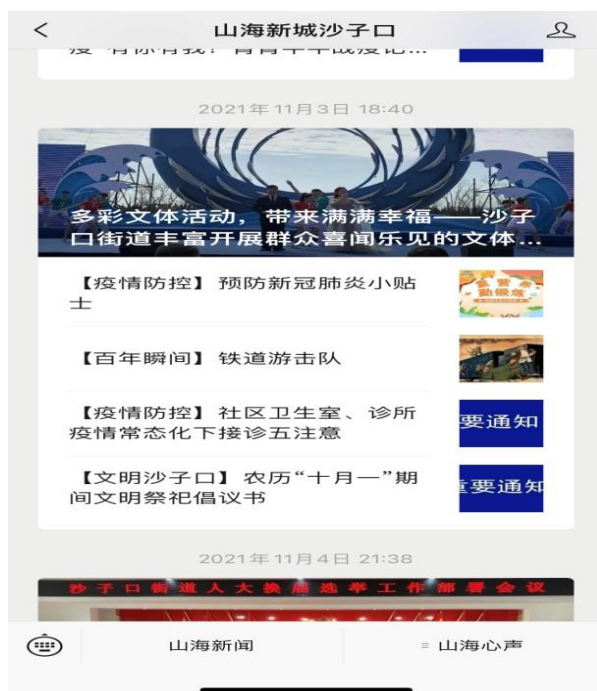 山海新城沙子口
2021年11月3日 18:40
多彩文体活动，带来满满幸福——沙子
口街道丰富开展群众喜闻乐见的文体...
【疫情防控】预防新冠肺炎小贴
士
【百年瞬间】铁道游击队
【疫情防控】社区卫生室、诊所
疫情常态化下接诊五注意
要通知
【文明沙子口】农历“十月一”期
间文明祭祀倡议书
重要通知
2021年11月4日 21:38
沙子口街道人大换届选举工作部署会议
山海新闻
≡ 山海心声